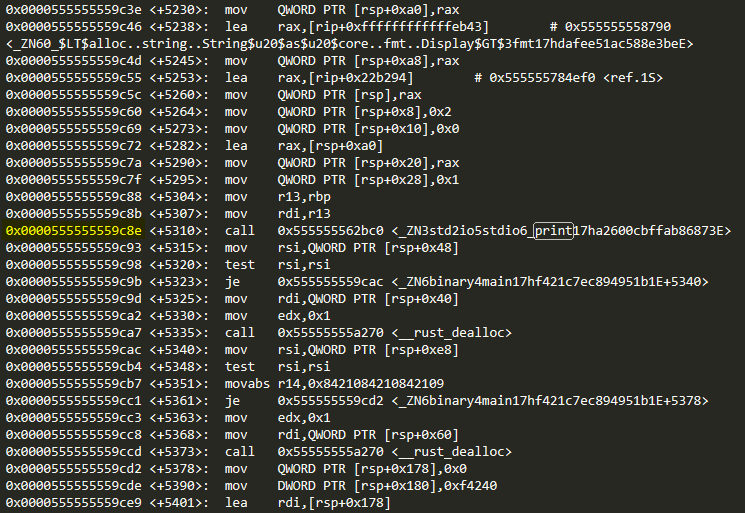 0x0000555555559c3e <+5230>: mov QWORD PTR [rsp+0xa0],rax
0x0000555555559c46 <+5238>: lea rax,[rip+0xffffffffffffeb43] # 0x555555558790
<_ZN60_$LT$alloc..string..String$u20$as$u20$core..fmt..Display$GT$3fmt17hdafee51ac588e3beE>
0x0000555555559c4d <+5245>: mov QWORD PTR [rsp+0xa8],rax
0x0000555555559c55 <+5253>: lea rax,[rip+0x22b294] # 0x555555784ef0 <ref.1S>
0x0000555555559c5c <+5260>: mov QWORD PTR [rsp],rax
0x0000555555559c60 <+5264>: mov QWORD PTR [rsp+0x8],0x2
0x0000555555559c69 <+5273>: mov QWORD PTR [rsp+0x10],0x0
0x0000555555559c72 <+5282>: lea rax,[rsp+0xa0]
0x0000555555559c7a <+5290>: mov QWORD PTR [rsp+0x20],rax
0x0000555555559c7f <+5295>: mov QWORD PTR [rsp+0x28],0x1
0x0000555555559c88 <+5304>: mov r13,rbp
0x0000555555559c8b <+5307>: mov rdi,r13
0x0000555555559c8e <+5310>: call 0x555555562bc0 <_ZN3std2io5stdio6_print17ha2600cbffab86873E>
0x0000555555559c93 <+5315>: mov rsi,QWORD PTR [rsp+0x48]
0x0000555555559c98 <+5320>: test rsi,rsi
0x0000555555559c9b <+5323>: je 0x555555559cac <_ZN6binary4main17hf421c7ec894951b1E+5340>
0x0000555555559c9d <+5325>: mov rdi,QWORD PTR [rsp+0x40]
0x0000555555559ca2 <+5330>: mov edx,0x1
0x0000555555559ca7 <+5335>: call 0x55555555a270 <__rust_dealloc>
0x0000555555559cac <+5340>: mov rsi,QWORD PTR [rsp+0xe8]
0x0000555555559cb4 <+5348>: test rsi,rsi
0x0000555555559cb7 <+5351>: movabs r14,0x8421084210842109
0x0000555555559cc1 <+5361>: je 0x555555559cd2 <_ZN6binary4main17hf421c7ec894951b1E+5378>
0x0000555555559cc3 <+5363>: mov edx,0x1
0x0000555555559cc8 <+5368>: mov rdi,QWORD PTR [rsp+0x60]
0x0000555555559ccd <+5373>: call 0x55555555a270 <__rust_dealloc>
0x0000555555559cd2 <+5378>: mov QWORD PTR [rsp+0x178],0x0
0x0000555555559cde <+5390>: mov DWORD PTR [rsp+0x180],0xf4240
0x0000555555559ce9 <+5401>: lea rdi,[rsp+0x178]